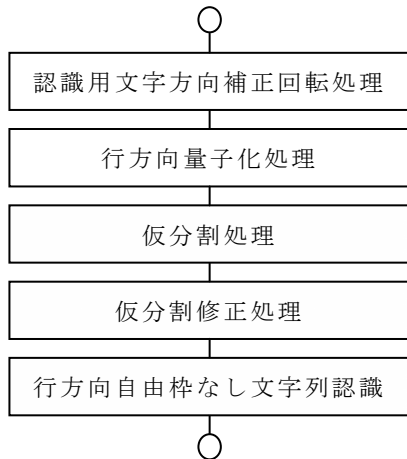 認識用文字方向補正回転処理
行方向量子化処理
仮分割処理
仮分割修正処理
行方向自由枠なし文字列認識